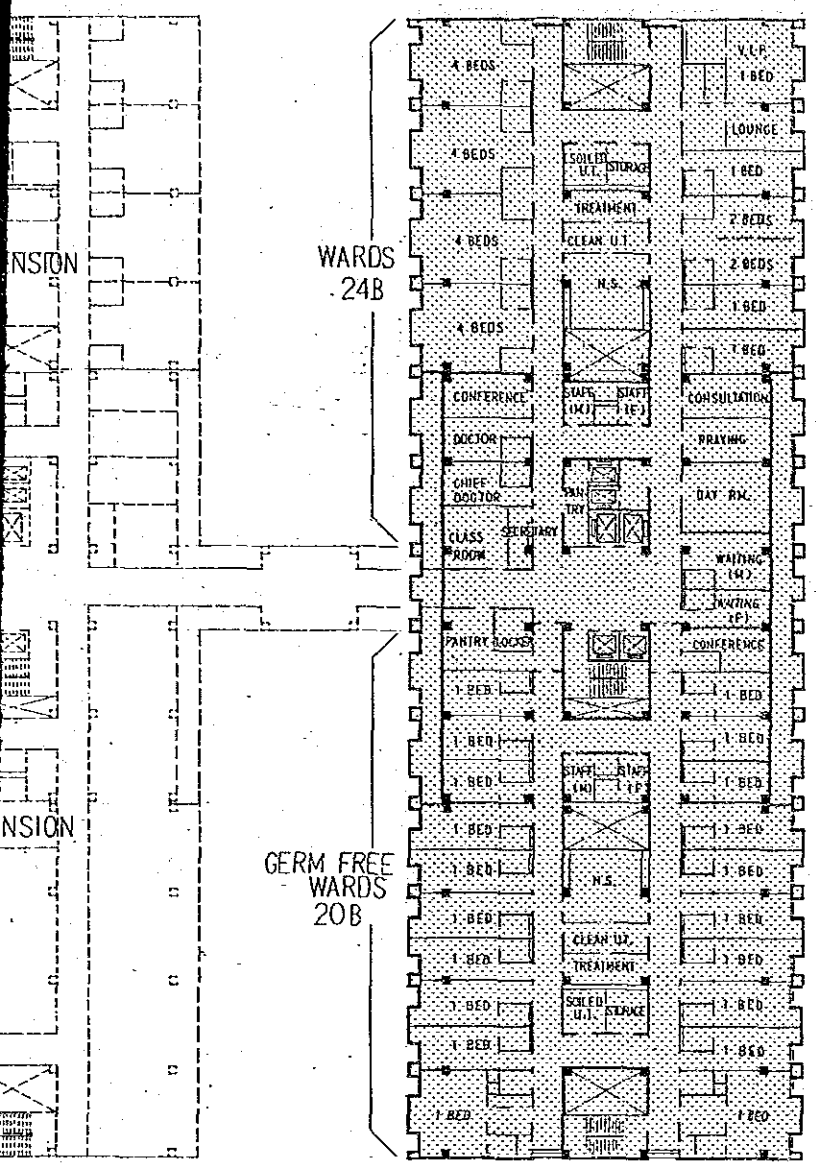 NSION
NSION
WARDS
24B
GERM FREE
WARDS
20B
4 BEDS
4 BEDS
4 BEDS
4 BEDS
CONFERENCE
DOCTOR
CHIEF
DOCTOR
CLASS
ROOM
SECRETARY
PANTRY
LOCKER
1 BED
1 BED
1 BED
1 BED
1 BED
1 BED
1 BED
1 BED
1 BED
1 BED
SOILED
U.T.
STORAGE
TREATMENT
CLEAN U.T.
N.S.
STAFF
(M)
STAFF
(F)
PAN
TRY
STAFF
(M)
STAFF
(F)
N.S.
CLEAN U.T.
TREATMENT
SOILED
U.T.
STORAGE
V.I.P.
1 BED
LOUNGE
1 BED
2 BEDS
2 BEDS
1 BED
1 BED
CONSULTATION
PRAYING
DAY RM.
WAITING
(M)
WAITING
(F)
CONFERENCE
1 BED
1 BED
1 BED
1 BED
1 BED
1 BED
1 BED
1 BED
1 BED
1 BED